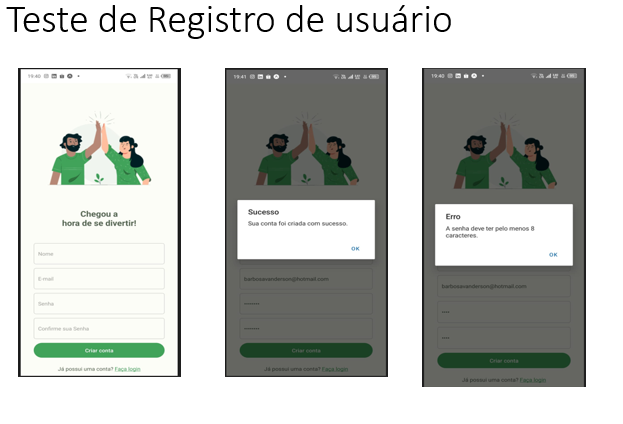 Teste de Registro de usuário
19:40
Chegou a
hora de se divertir!
Nome
E-mail
Senha
Confirme sua Senha
Criar conta
Já possui uma conta? Faça login
19:41
Sucesso
Sua conta foi criada com sucesso.
OK
barbosavanderson@hotmail.com
Criar conta
Já possui uma conta? Faça login
19:40
Erro
A senha deve ter pelo menos 8
caracteres.
OK
barbosavanderson@hotmail.com
Criar conta
Já possui uma conta? Faça login